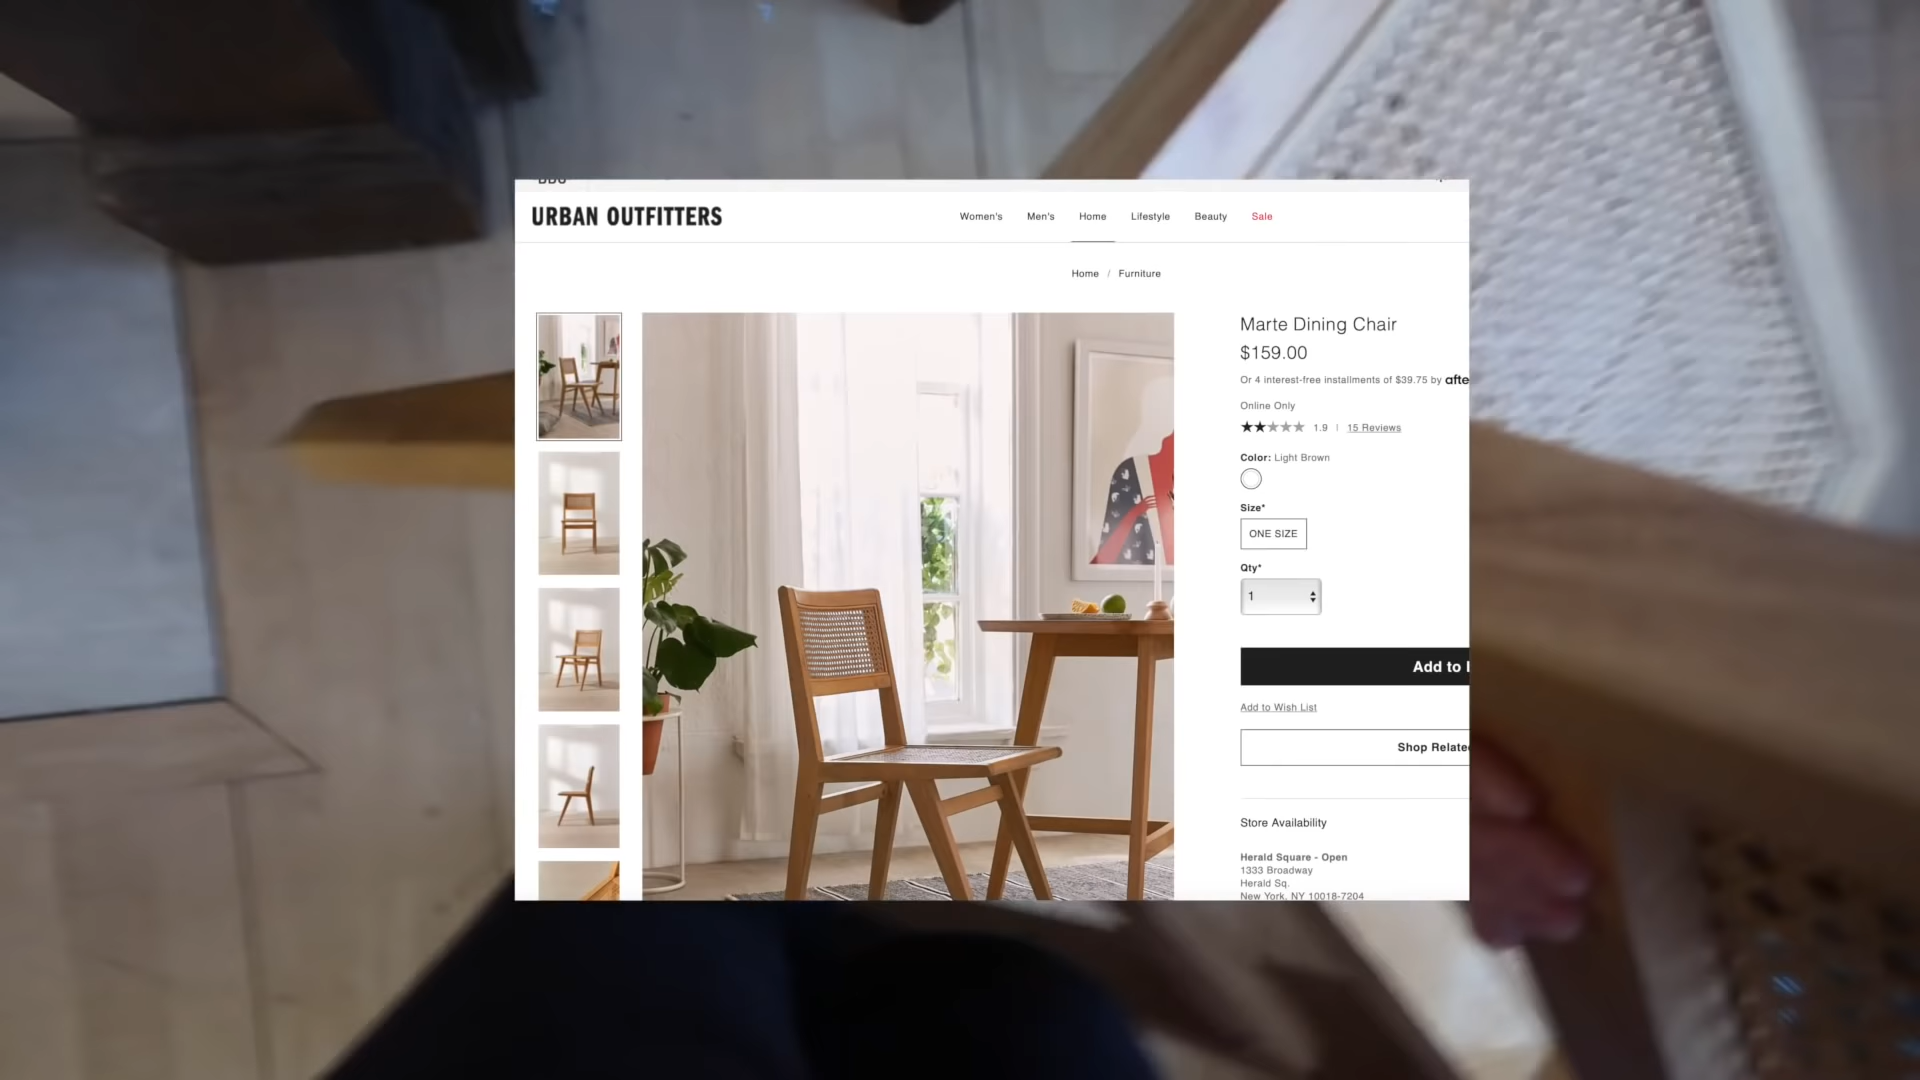 URBAN OUTFITTERS
Women's Men's Home Lifestyle Beauty Sale
Home / Furniture
Marte Dining Chair
$159.00
Or 4 interest-free installments of $39.75 by afte
Online Only
1.9 | 15 Reviews
Color: Light Brown
Size*
ONE SIZE
Qty*
1
Add to
Add to Wish List
Shop Relate
Store Availability
Herald Square - Open
1333 Broadway
Herald Sq.
New York, NY 10018-7204